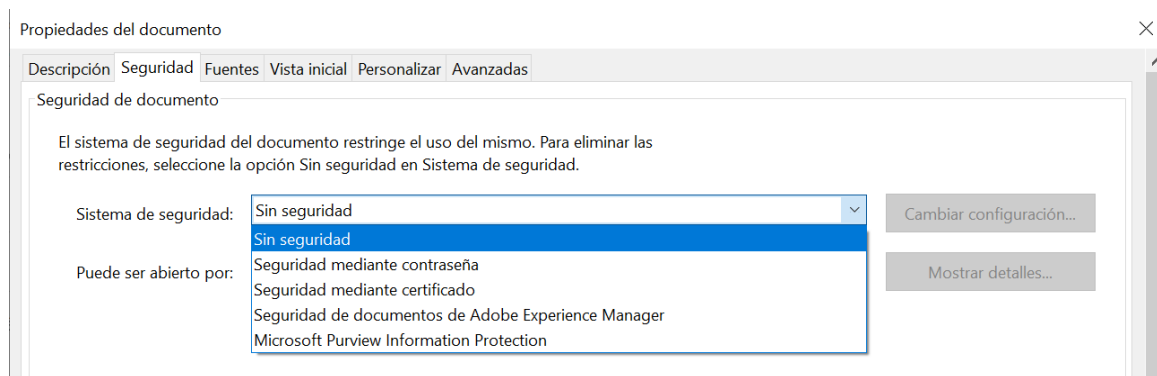 Propiedades del documento
Descripción Seguridad Fuentes Vista inicial Personalizar Avanzadas
Seguridad de documento
El sistema de seguridad del documento restringe el uso del mismo. Para eliminar las
restricciones, seleccione la opción Sin seguridad en Sistema de seguridad.
Sistema de seguridad: Sin seguridad Cambiar configuración...
Sin seguridad
Puede ser abierto por: Seguridad mediante contraseña Mostrar detalles...
Seguridad mediante certificado
Seguridad de documentos de Adobe Experience Manager
Microsoft Purview Information Protection